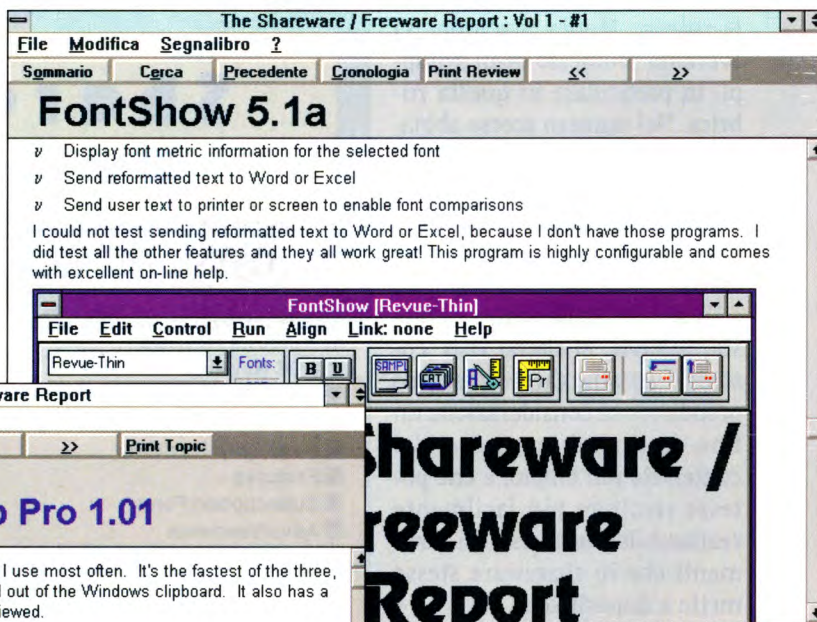 The Shareware / Freeware Report : Vol 1 - #1
File Modifica Segnalibro ?
Sommario Cerca Precedente Cronologia Print Review << >>
FontShow 5.1a
ν Display font metric information for the selected font
ν Send reformatted text to Word or Excel
ν Send user text to printer or screen to enable font comparisons
I could not test sending reformatted text to Word or Excel, because I don't have those programs. I
did test all the other features and they all work great! This program is highly configurable and comes
with excellent on-line help.
FontShow [Revue-Thin]
File Edit Control Run Align Link: none Help
Revue-Thin Fonts: B U SAMPL CAT Pr
Shareware /
reeware
Report
are Report
>> Print Topic
Pro 1.01
I use most often. It's the fastest of the three,
out of the Windows clipboard. It also has a
iewed.